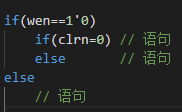 if(wen==1'0)
    if(clrn=0) // 语句
    else       // 语句
else
    // 语句